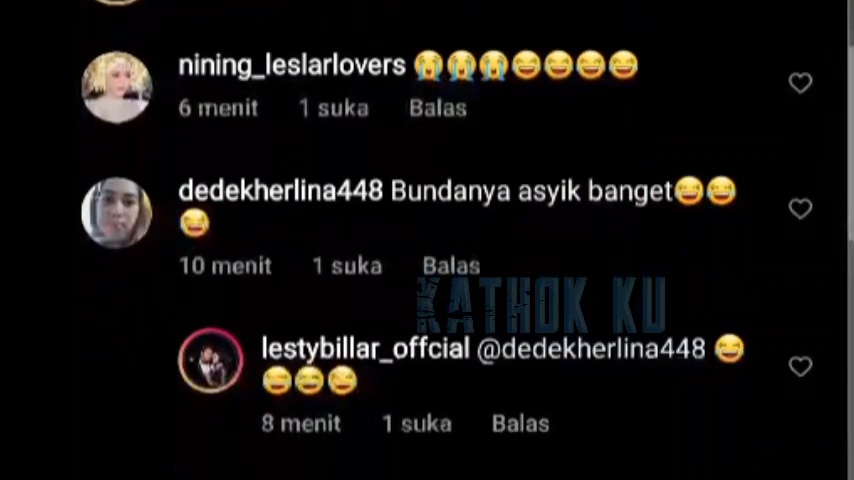 nining_leslarlovers 😭😭😭😂😂😂😂
6 menit 1 suka Balas
dedekherlina448 Bundanya asyik banget😂😂
😂
10 menit 1 suka Balas
KATHOK KU
lestybillar_offcial @dedekherlina448 😂
😂😂😂
8 menit 1 suka Balas